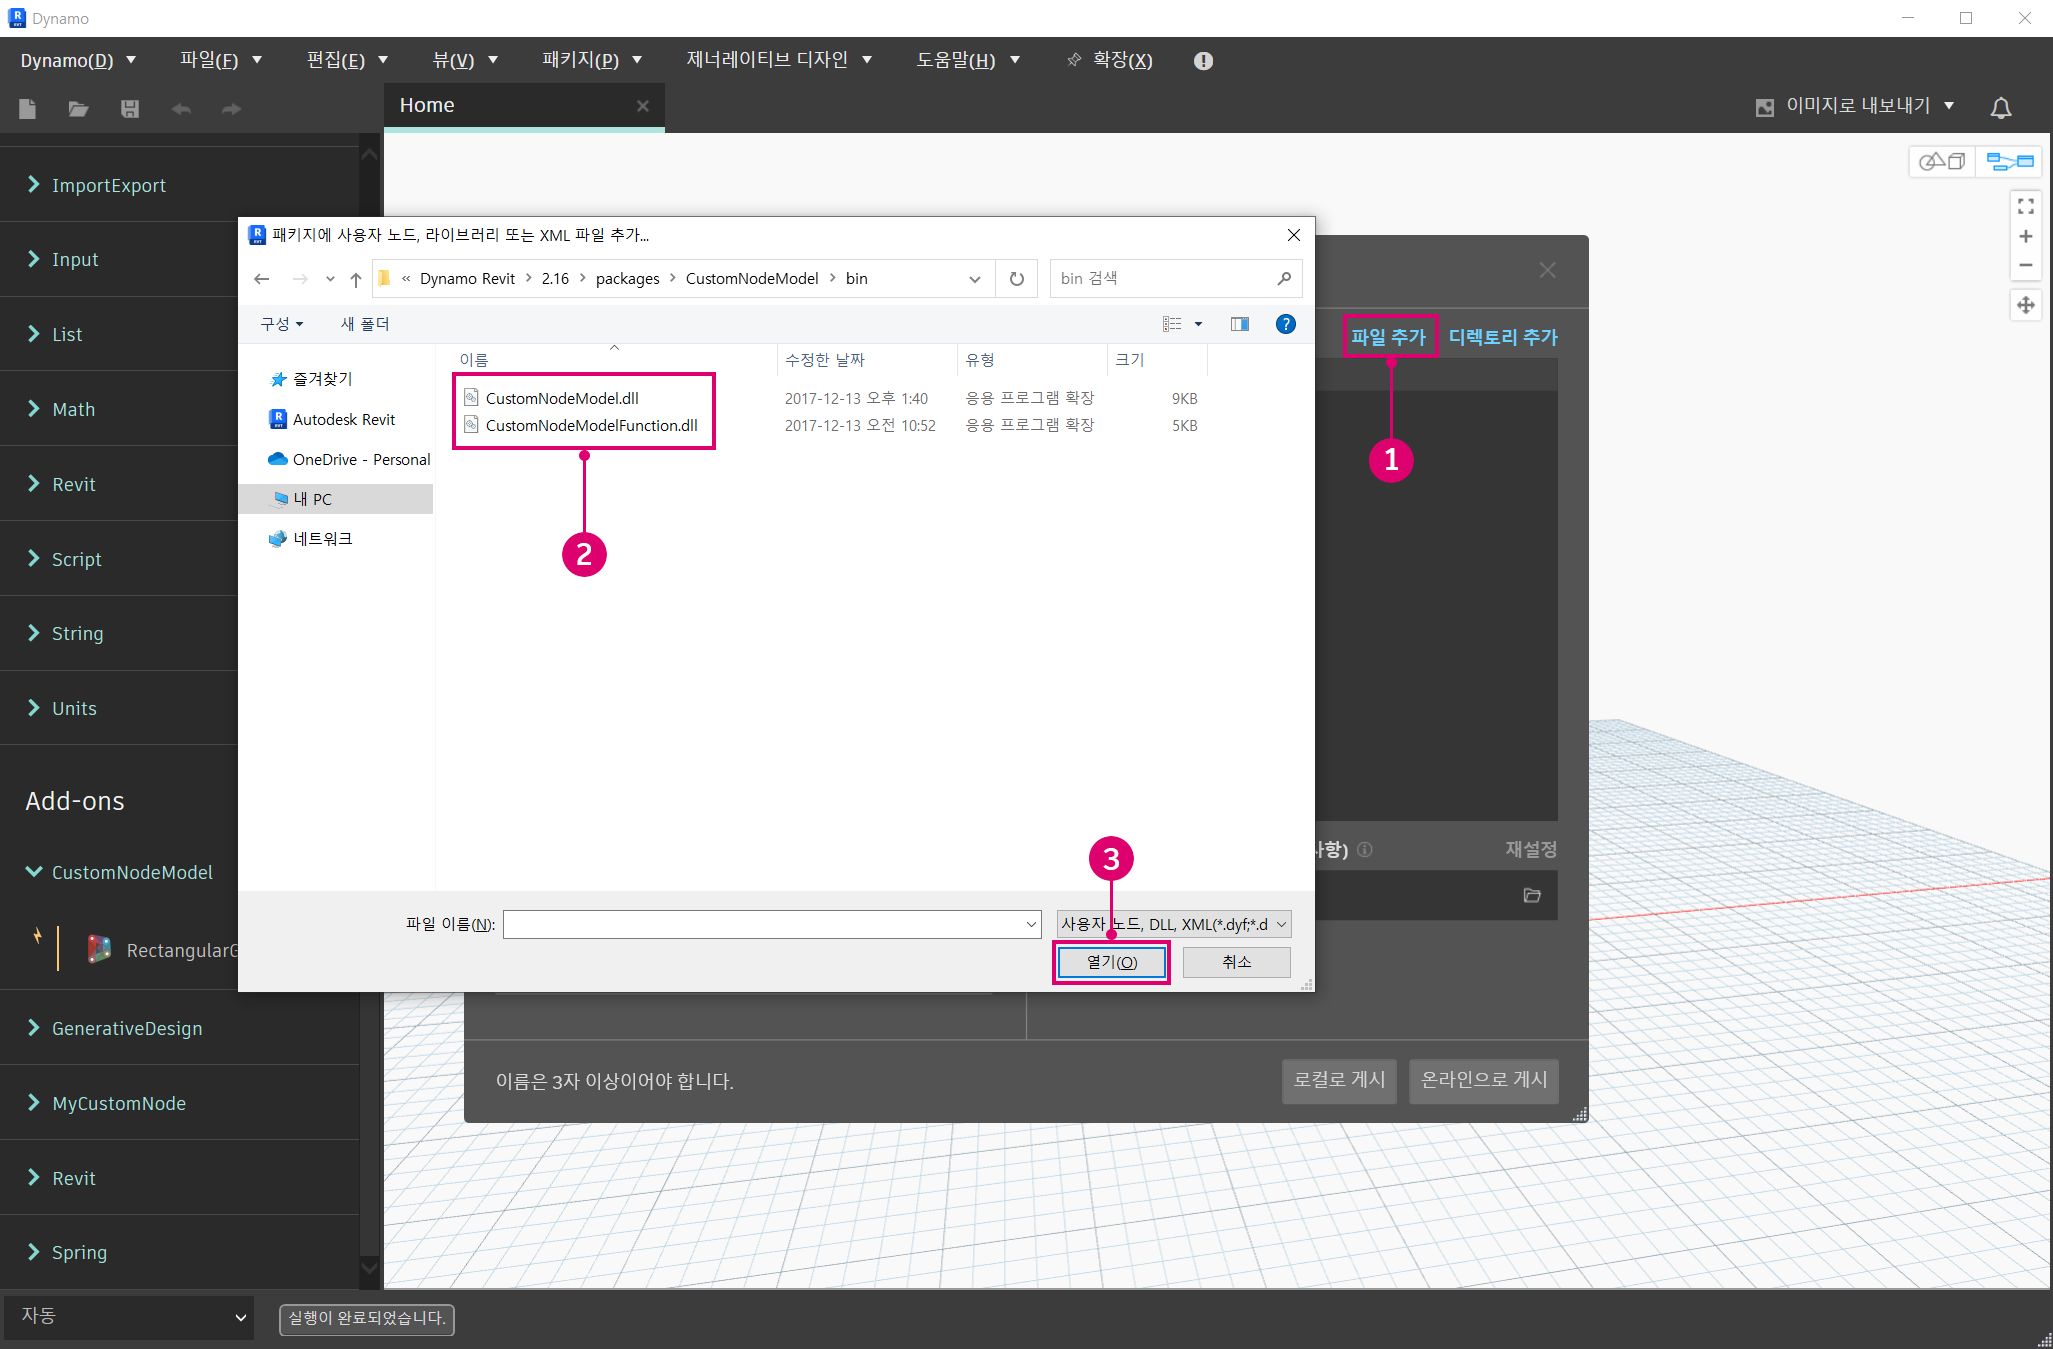 Dynamo
Dynamo(D) 파일(F) 편집(E) 뷰(V) 패키지(P) 제너레이티브 디자인 도움말(H) 확장(X)
Home
이미지로 내보내기
ImportExport
Input
List
Math
Revit
Script
String
Units
Add-ons
CustomNodeModel
RectangularG
GenerativeDesign
MyCustomNode
Revit
Spring
자동
실행이 완료되었습니다.
패키지에 사용자 노드, 라이브러리 또는 XML 파일 추가...
« Dynamo Revit > 2.16 > packages > CustomNodeModel > bin
bin 검색
구성 새 폴더
즐겨찾기
Autodesk Revit
OneDrive - Personal
내 PC
네트워크
이름 수정한 날짜 유형 크기
CustomNodeModel.dll 2017-12-13 오후 1:40 응용 프로그램 확장 9KB
CustomNodeModelFunction.dll 2017-12-13 오전 10:52 응용 프로그램 확장 5KB
2
3
파일 이름(N):
사용자 노드, DLL, XML(*.dyf;*.d
열기(O) 취소
파일 추가 디렉토리 추가
1
사항) 재설정
이름은 3자 이상이어야 합니다.
로컬로 게시 온라인으로 게시